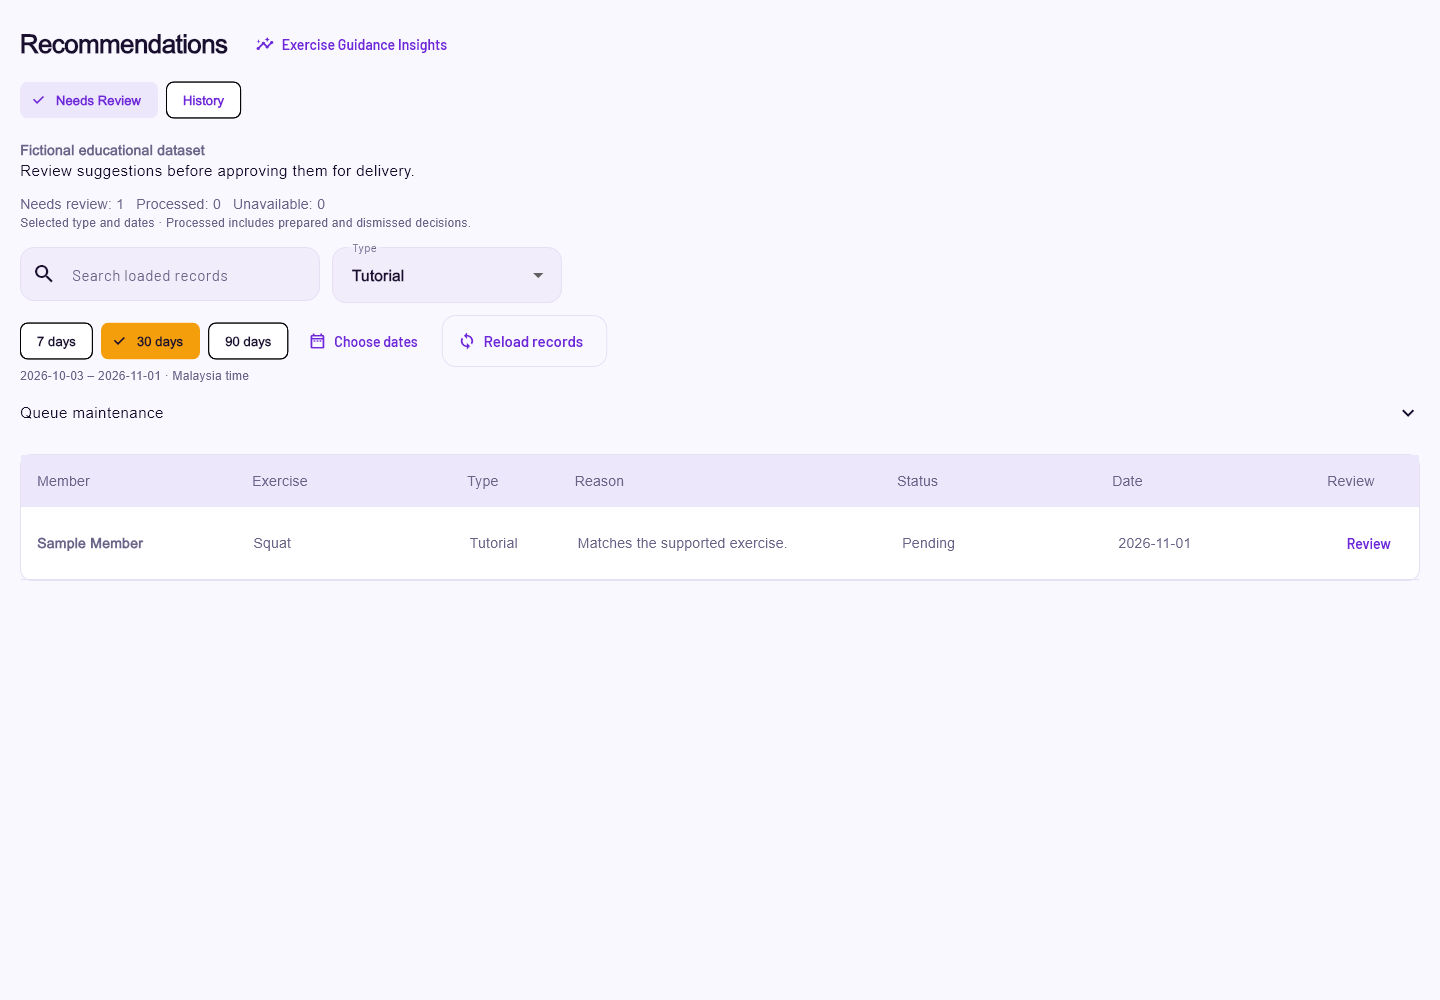 Recommendations Exercise Guidance Insights
Needs Review History
Fictional educational dataset
Review suggestions before approving them for delivery.
Needs review: 1 Processed: 0 Unavailable: 0
Selected type and dates · Processed includes prepared and dismissed decisions.
Search loaded records
Type
Tutorial
7 days 30 days 90 days Choose dates Reload records
2026-10-03 – 2026-11-01 · Malaysia time
Queue maintenance
Member Exercise Type Reason Status Date Review
Sample Member Squat Tutorial Matches the supported exercise. Pending 2026-11-01 Review